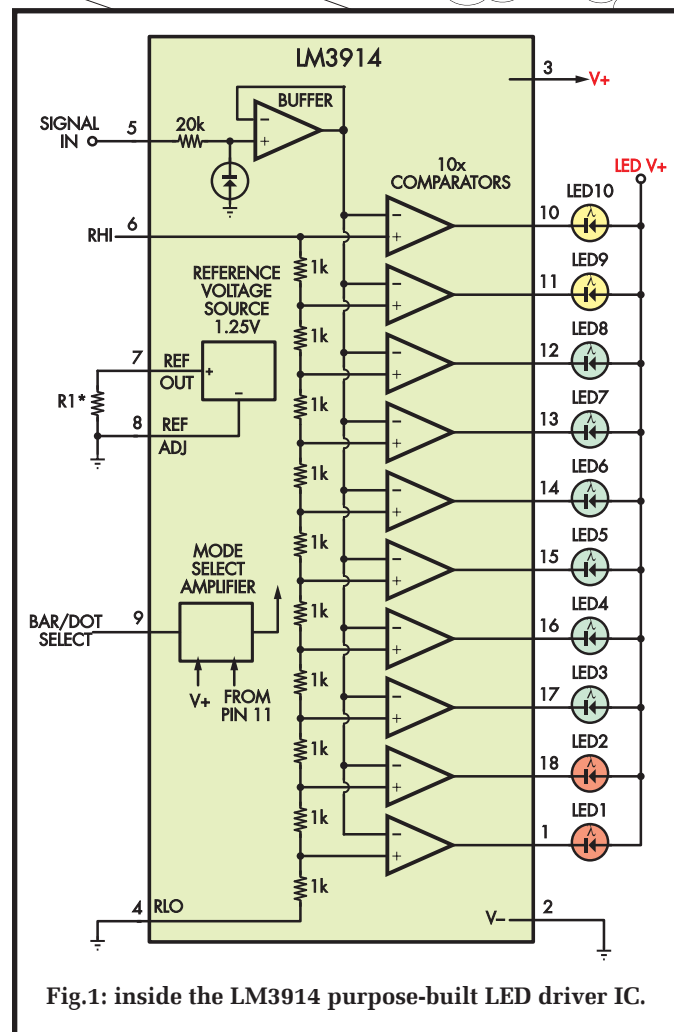 LM3914
3
V+
BUFFER
SIGNAL
IN
5
20k
10x
COMPARATORS
LED V+
LED10
10
6
RHI
1k
LED9
11
REFERENCE
VOLTAGE
SOURCE
1.25V
1k
LED8
12
7
REF
OUT
1k
LED7
13
R1*
8
REF
ADJ
1k
LED6
14
1k
LED5
15
MODE
SELECT
AMPLIFIER
1k
LED4
16
BAR/DOT
SELECT
9
V+
FROM
PIN 11
1k
LED3
17
1k
LED2
18
1k
LED1
1
1k
4
RLO
V–
2
Fig.1: inside the LM3914 purpose-built LED driver IC.